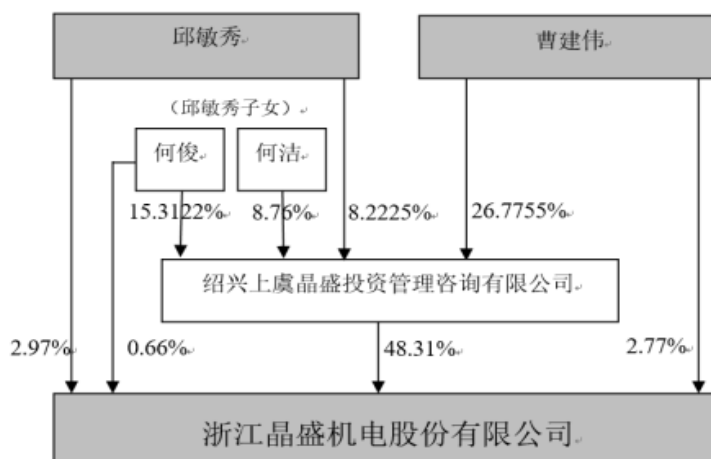 邱敏秀
曹建伟
（邱敏秀子女）
何俊
何洁
15.3122%
8.76%
8.2225%
26.7755%
绍兴上虞晶盛投资管理咨询有限公司
2.97%
0.66%
48.31%
2.77%
浙江晶盛机电股份有限公司